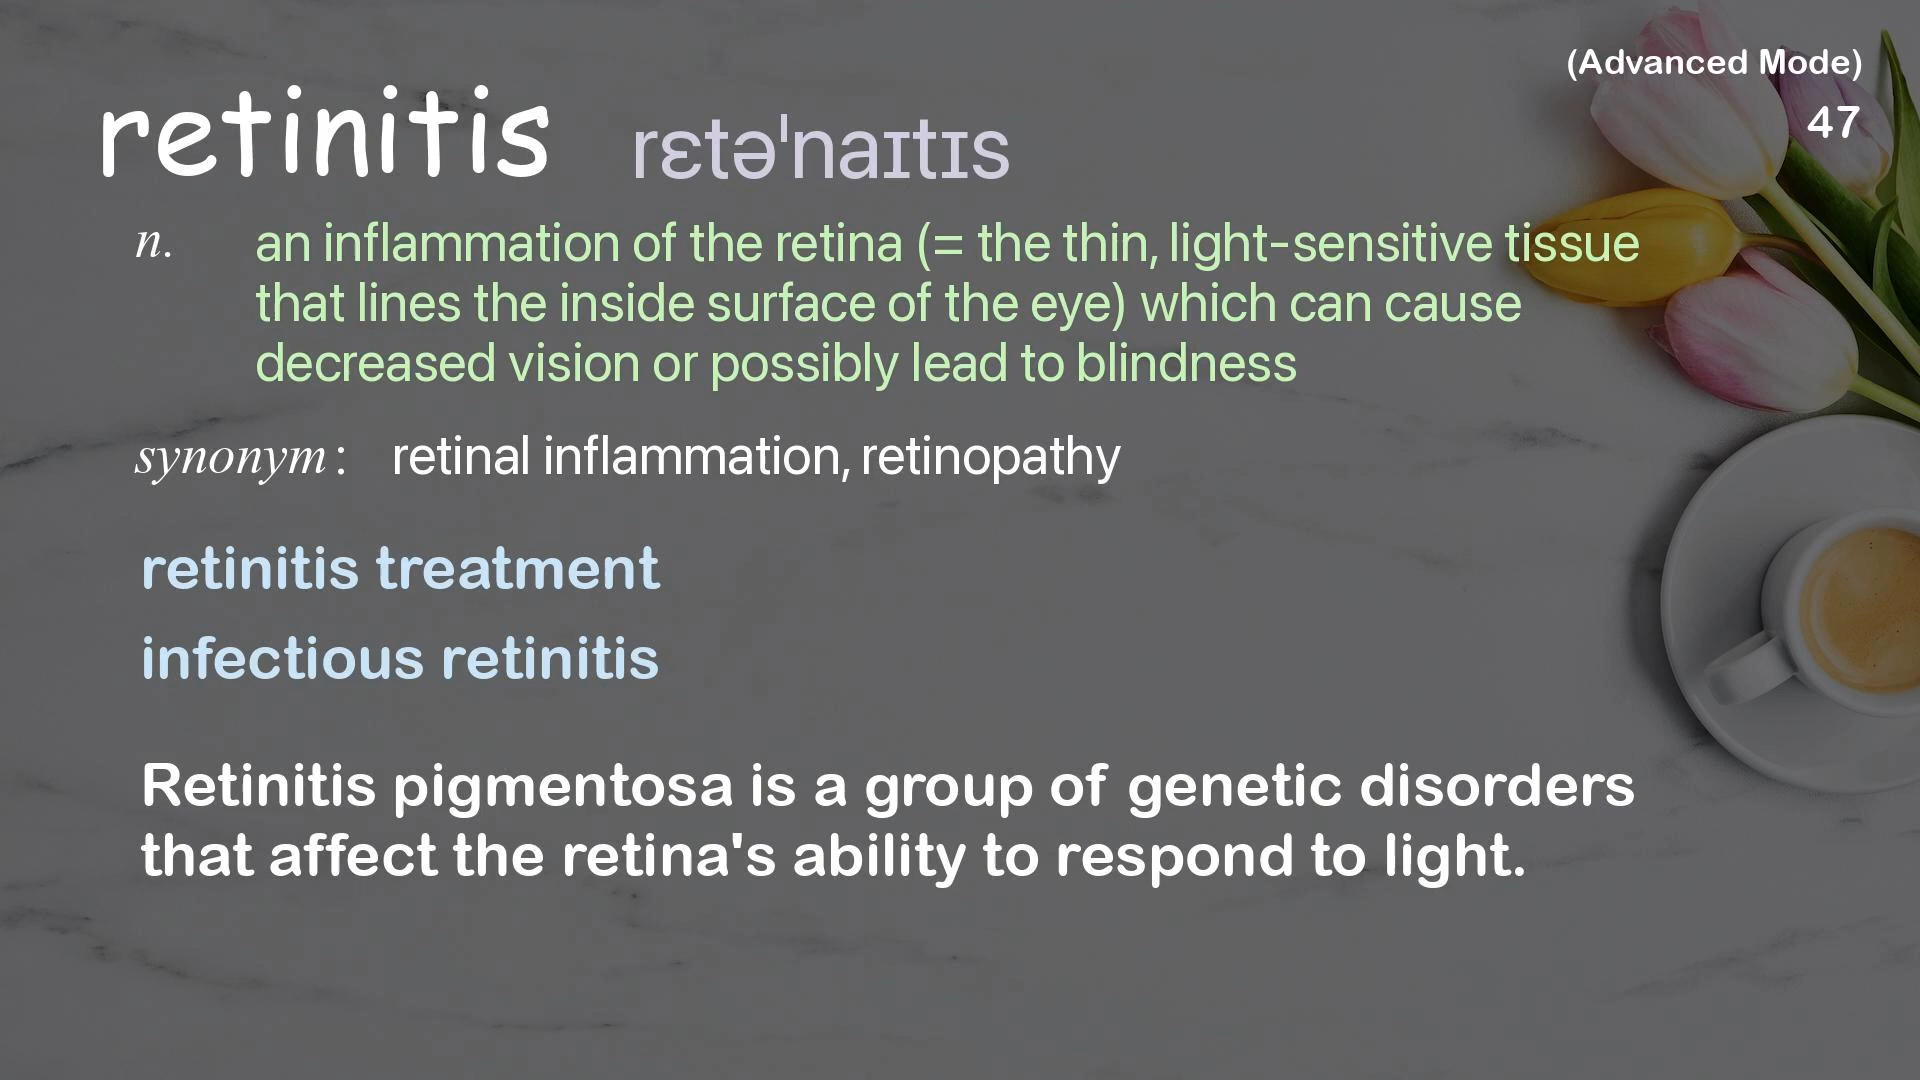 (Advanced Mode)
47
retinitis rɛtəˈnaɪtɪs
n. an inflammation of the retina (= the thin, light-sensitive tissue
that lines the inside surface of the eye) which can cause
decreased vision or possibly lead to blindness
synonym : retinal inflammation, retinopathy
retinitis treatment
infectious retinitis
Retinitis pigmentosa is a group of genetic disorders
that affect the retina's ability to respond to light.